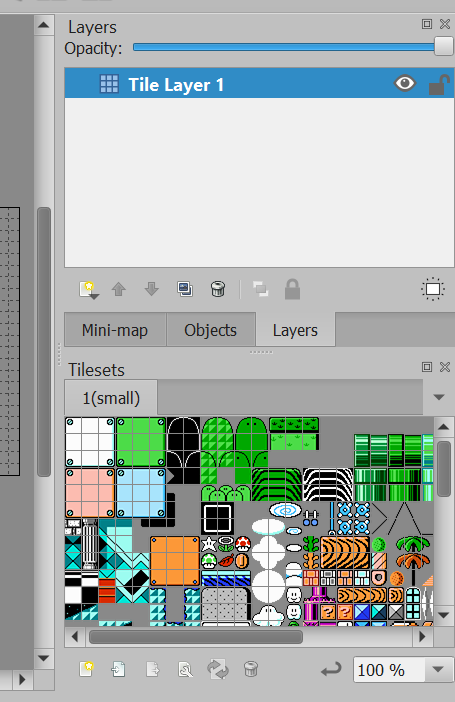 Layers
Opacity:
Tile Layer 1
Mini-map Objects Layers
Tilesets
1(small)
100 %